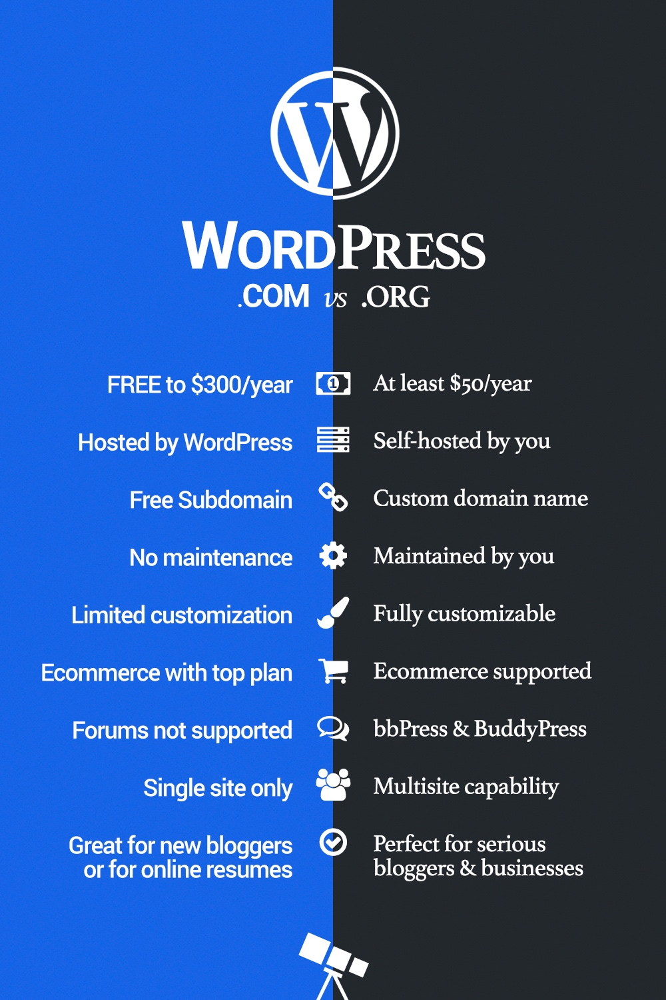 WORDPRESS
.COM vs .ORG
FREE to $300/year
At least $50/year
Hosted by WordPress
Self-hosted by you
Free Subdomain
Custom domain name
No maintenance
Maintained by you
Limited customization
Fully customizable
Ecommerce with top plan
Ecommerce supported
Forums not supported
bbPress & BuddyPress
Single site only
Multisite capability
Great for new bloggers
or for online resumes
Perfect for serious
bloggers & businesses